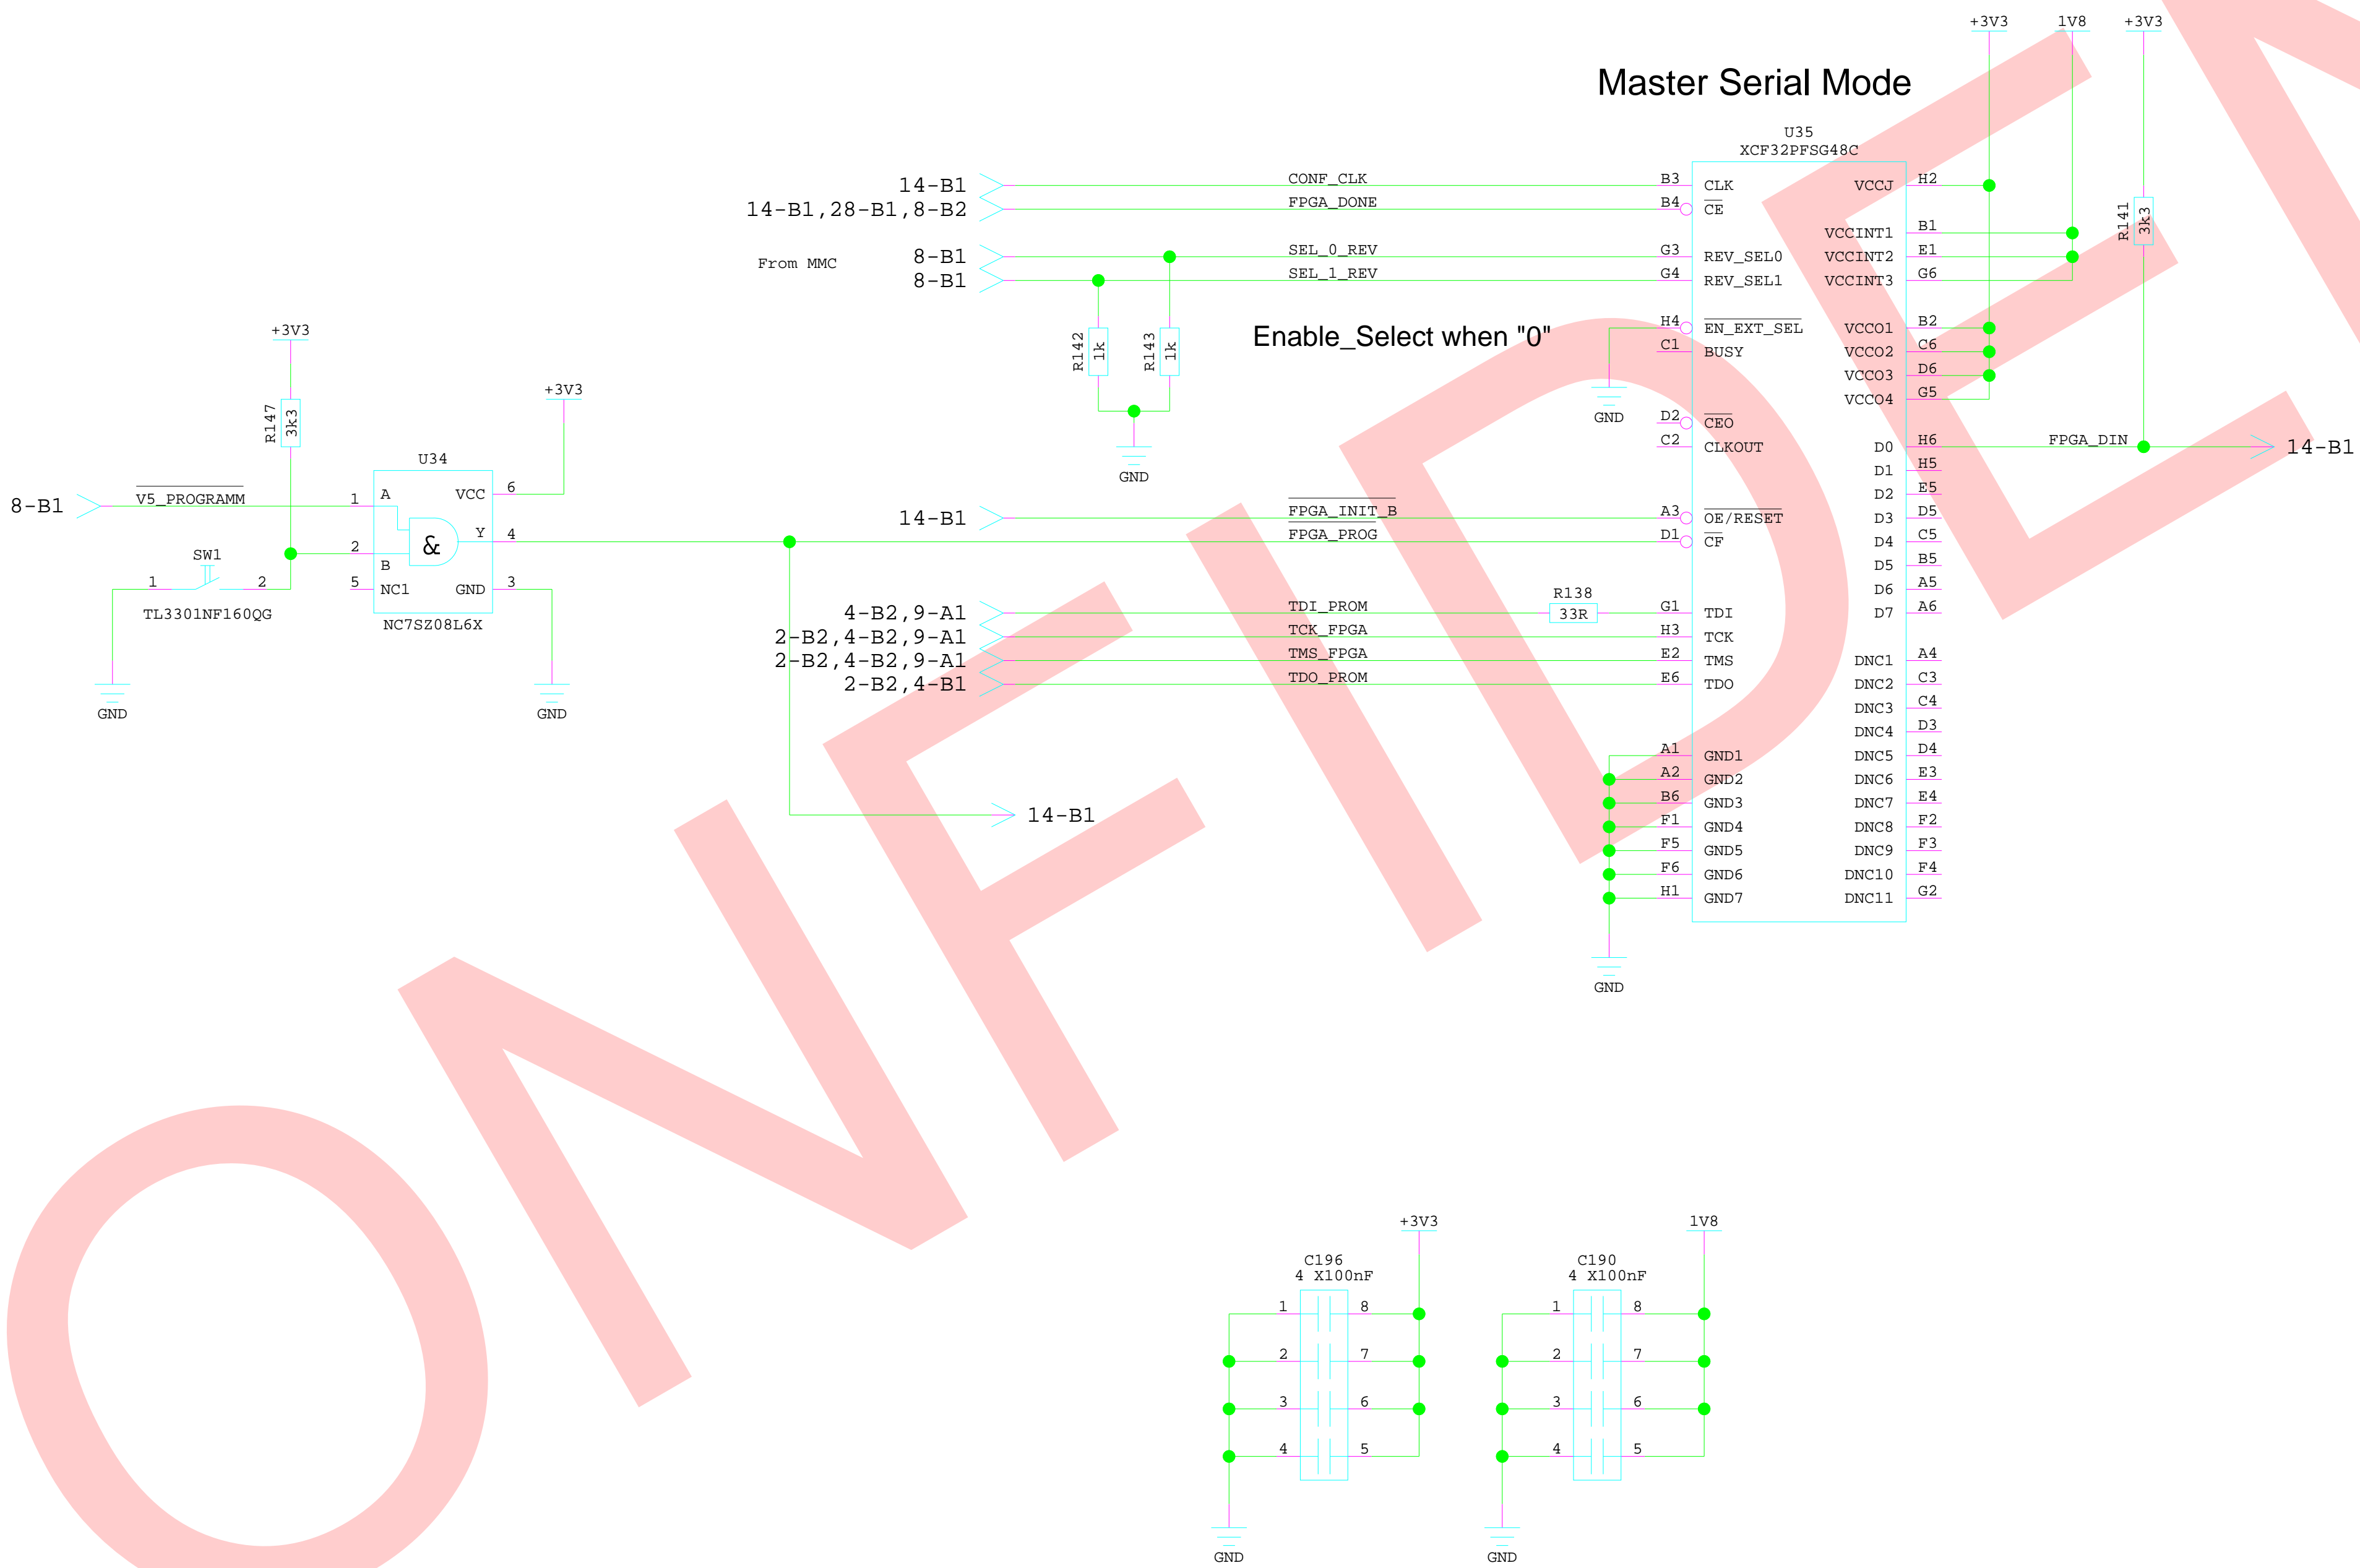 +3V3 1V8 +3V3
Master Serial Mode
U35
XCF32PFSG48C
14-B1 CONF_CLK B3 CLK VCCJ H2
14-B1,28-B1,8-B2 FPGA_DONE B4 CE
R141 3k3
VCCINT1 B1
From MMC
8-B1 SEL_0_REV G3 REV_SEL0 VCCINT2 E1
8-B1 SEL_1_REV G4 REV_SEL1 VCCINT3 G6
R142 1k
R143 1k
Enable_Select when "0"
H4 EN_EXT_SEL VCCO1 B2
C1 BUSY VCCO2 C6
VCCO3 D6
VCCO4 G5
GND
GND
D2 CEO
C2 CLKOUT D0 H6 FPGA_DIN 14-B1
D1 H5
D2 E5
14-B1 FPGA_INIT_B A3 OE/RESET D3 D5
FPGA_PROG D1 CF D4 C5
D5 B5
D6 A5
R138
4-B2,9-A1 TDI_PROM 33R G1 TDI D7 A6
2-B2,4-B2,9-A1 TCK_FPGA H3 TCK
2-B2,4-B2,9-A1 TMS_FPGA E2 TMS DNC1 A4
2-B2,4-B1 TDO_PROM E6 TDO DNC2 C3
DNC3 C4
DNC4 D3
A1 GND1 DNC5 D4
A2 GND2 DNC6 E3
B6 GND3 DNC7 E4
F1 GND4 DNC8 F2
F5 GND5 DNC9 F3
F6 GND6 DNC10 F4
H1 GND7 DNC11 G2
GND
14-B1
+3V3
R147 3k3
+3V3
U34
8-B1 V5_PROGRAMM 1 A VCC 6
& Y 4
2 B
SW1
1 2
5 NC1 GND 3
TL3301NF160QG
NC7SZ08L6X
GND GND
+3V3 1V8
C196 C190
4 X100nF 4 X100nF
1 8 1 8
2 7 2 7
3 6 3 6
4 5 4 5
GND GND
ONFIDE